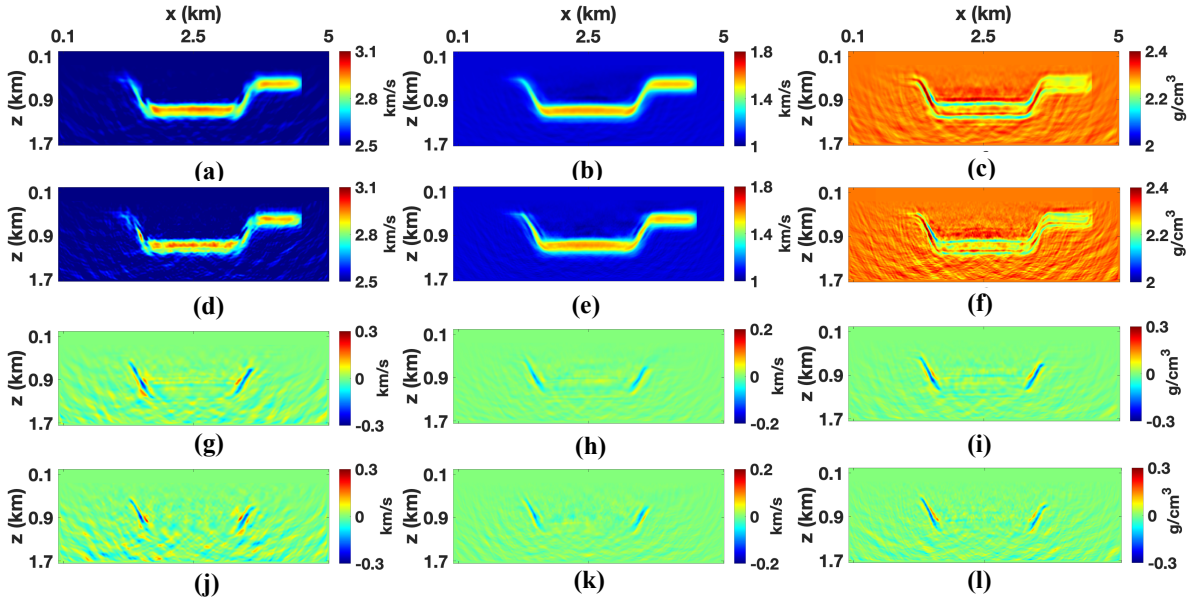 x (km) x (km) x (km)
0.1 2.5 5 0.1 2.5 5 0.1 2.5 5
z (km) 0.1 0.9 1.7 3.1 2.8 2.5 km/s z (km) 0.1 0.9 1.7 1.8 1.4 1 km/s z (km) 0.1 0.9 1.7 2.4 2.2 2 g/cm³
(a) (b) (c)
z (km) 0.1 0.9 1.7 3.1 2.8 2.5 km/s z (km) 0.1 0.9 1.7 1.8 1.4 1 km/s z (km) 0.1 0.9 1.7 2.4 2.2 2 g/cm³
(d) (e) (f)
z (km) 0.1 0.9 1.7 0.3 0 -0.3 km/s z (km) 0.1 0.9 1.7 0.2 0 -0.2 km/s z (km) 0.1 0.9 1.7 0.3 0 -0.3 g/cm³
(g) (h) (i)
z (km) 0.1 0.9 1.7 0.3 0 -0.3 km/s z (km) 0.1 0.9 1.7 0.2 0 -0.2 km/s z (km) 0.1 0.9 1.7 0.3 0 -0.3 g/cm³
(j) (k) (l)